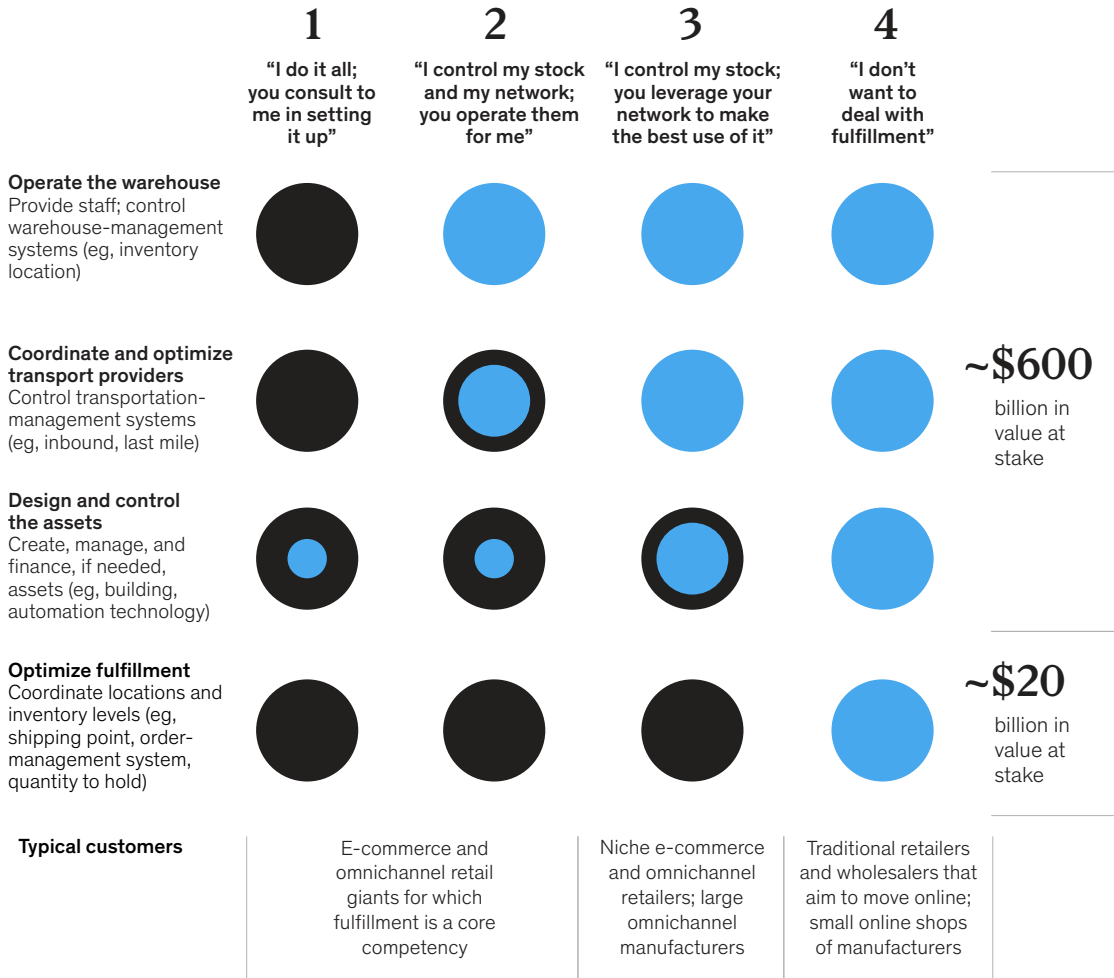 1
2
3
4
“I do it all;
you consult to
me in setting
it up”
“I control my stock
and my network;
you operate them
for me”
“I control my stock;
you leverage your
network to make
the best use of it”
“I don’t
want to
deal with
fulfillment”
Operate the warehouse
Provide staff; control
warehouse-management
systems (eg, inventory
location)
Coordinate and optimize
transport providers
Control transportation-
management systems
(eg, inbound, last mile)
~$600
billion in
value at
stake
Design and control
the assets
Create, manage, and
finance, if needed,
assets (eg, building,
automation technology)
Optimize fulfillment
Coordinate locations and
inventory levels (eg,
shipping point, order-
management system,
quantity to hold)
~$20
billion in
value at
stake
Typical customers
E-commerce and
omnichannel retail
giants for which
fulfillment is a core
competency
Niche e-commerce
and omnichannel
retailers; large
omnichannel
manufacturers
Traditional retailers
and wholesalers that
aim to move online;
small online shops
of manufacturers